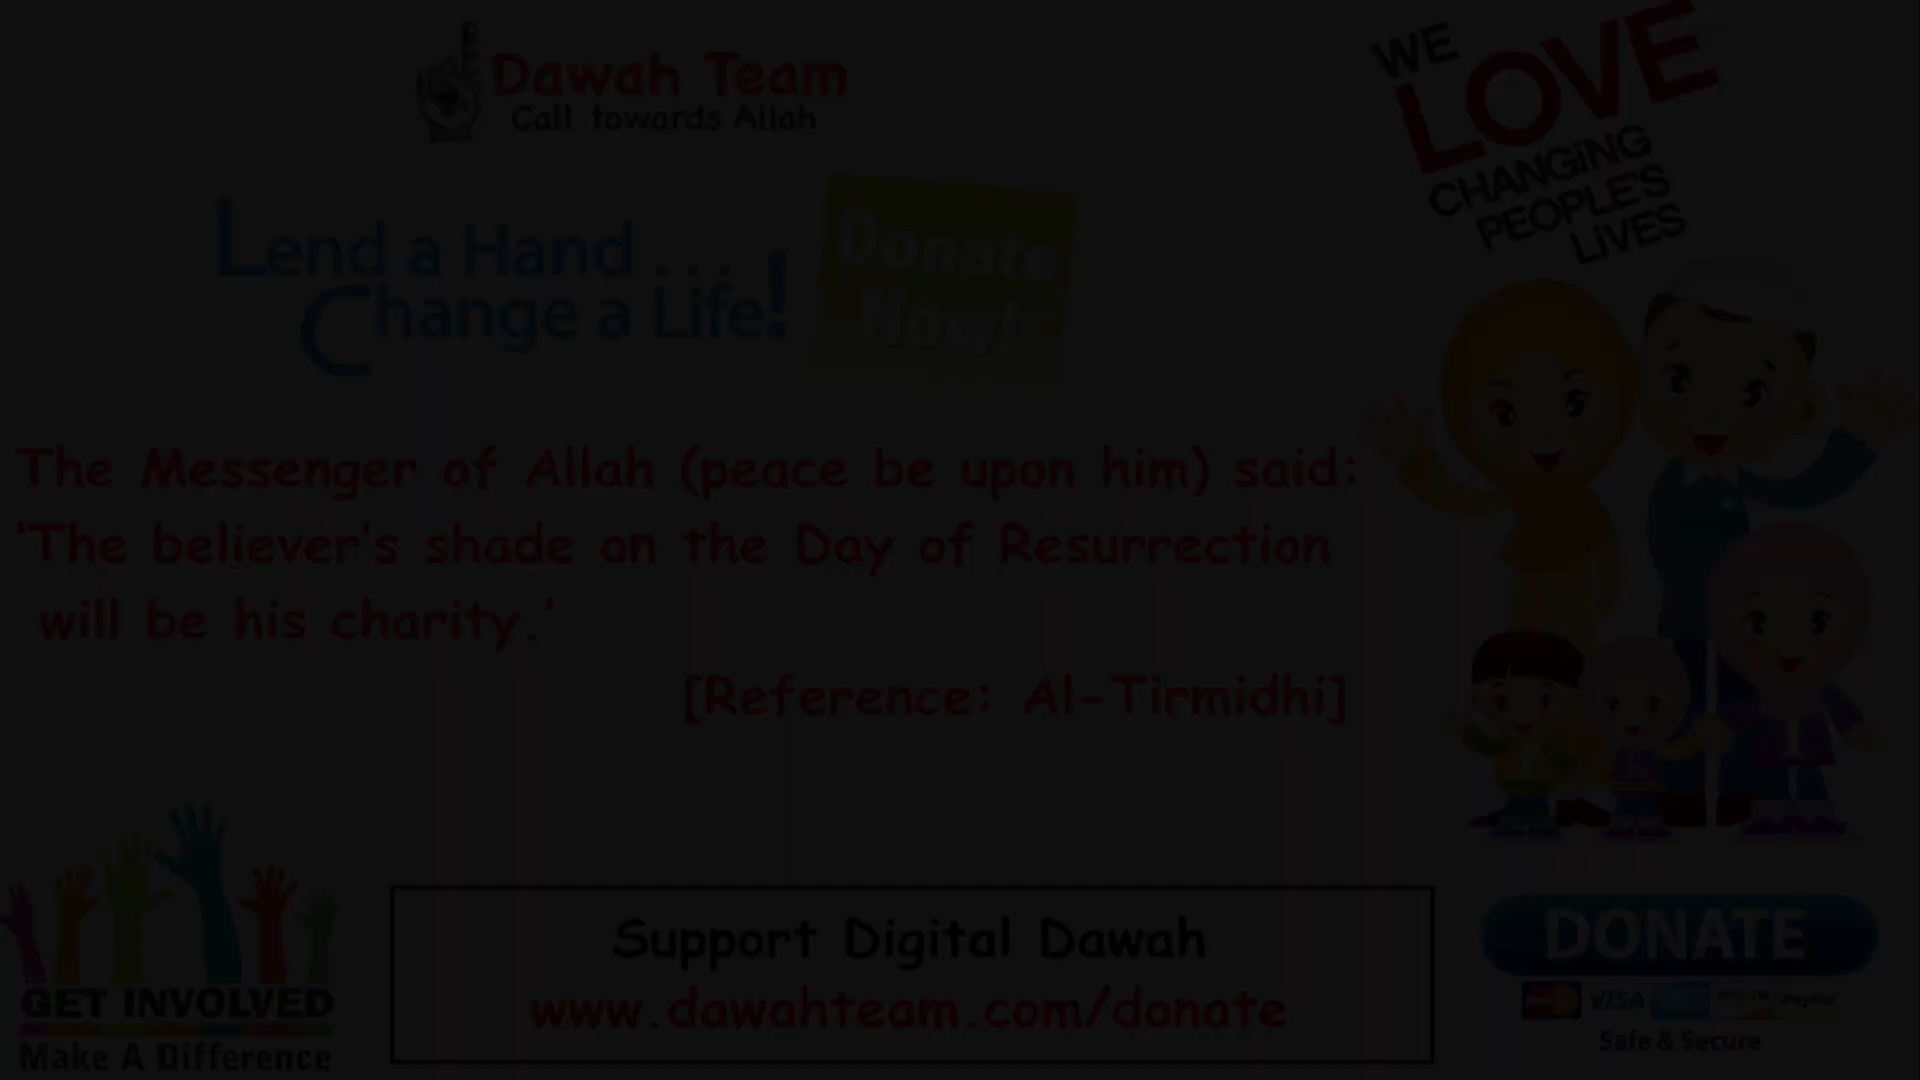 Dawah Team
Call towards Allah
WE
LOVE
CHANGiNG
PEOPLE'S
LiVES
Lend a Hand ...
Change a Life!
Donate
Now!
The Messenger of Allah (peace be upon him) said:
'The believer's shade on the Day of Resurrection
will be his charity.'
[Reference: Al-Tirmidhi]
GET INVOLVED
Make A Difference
Support Digital Dawah
www.dawahteam.com/donate
DONATE
VISA
PayPal
Safe & Secure